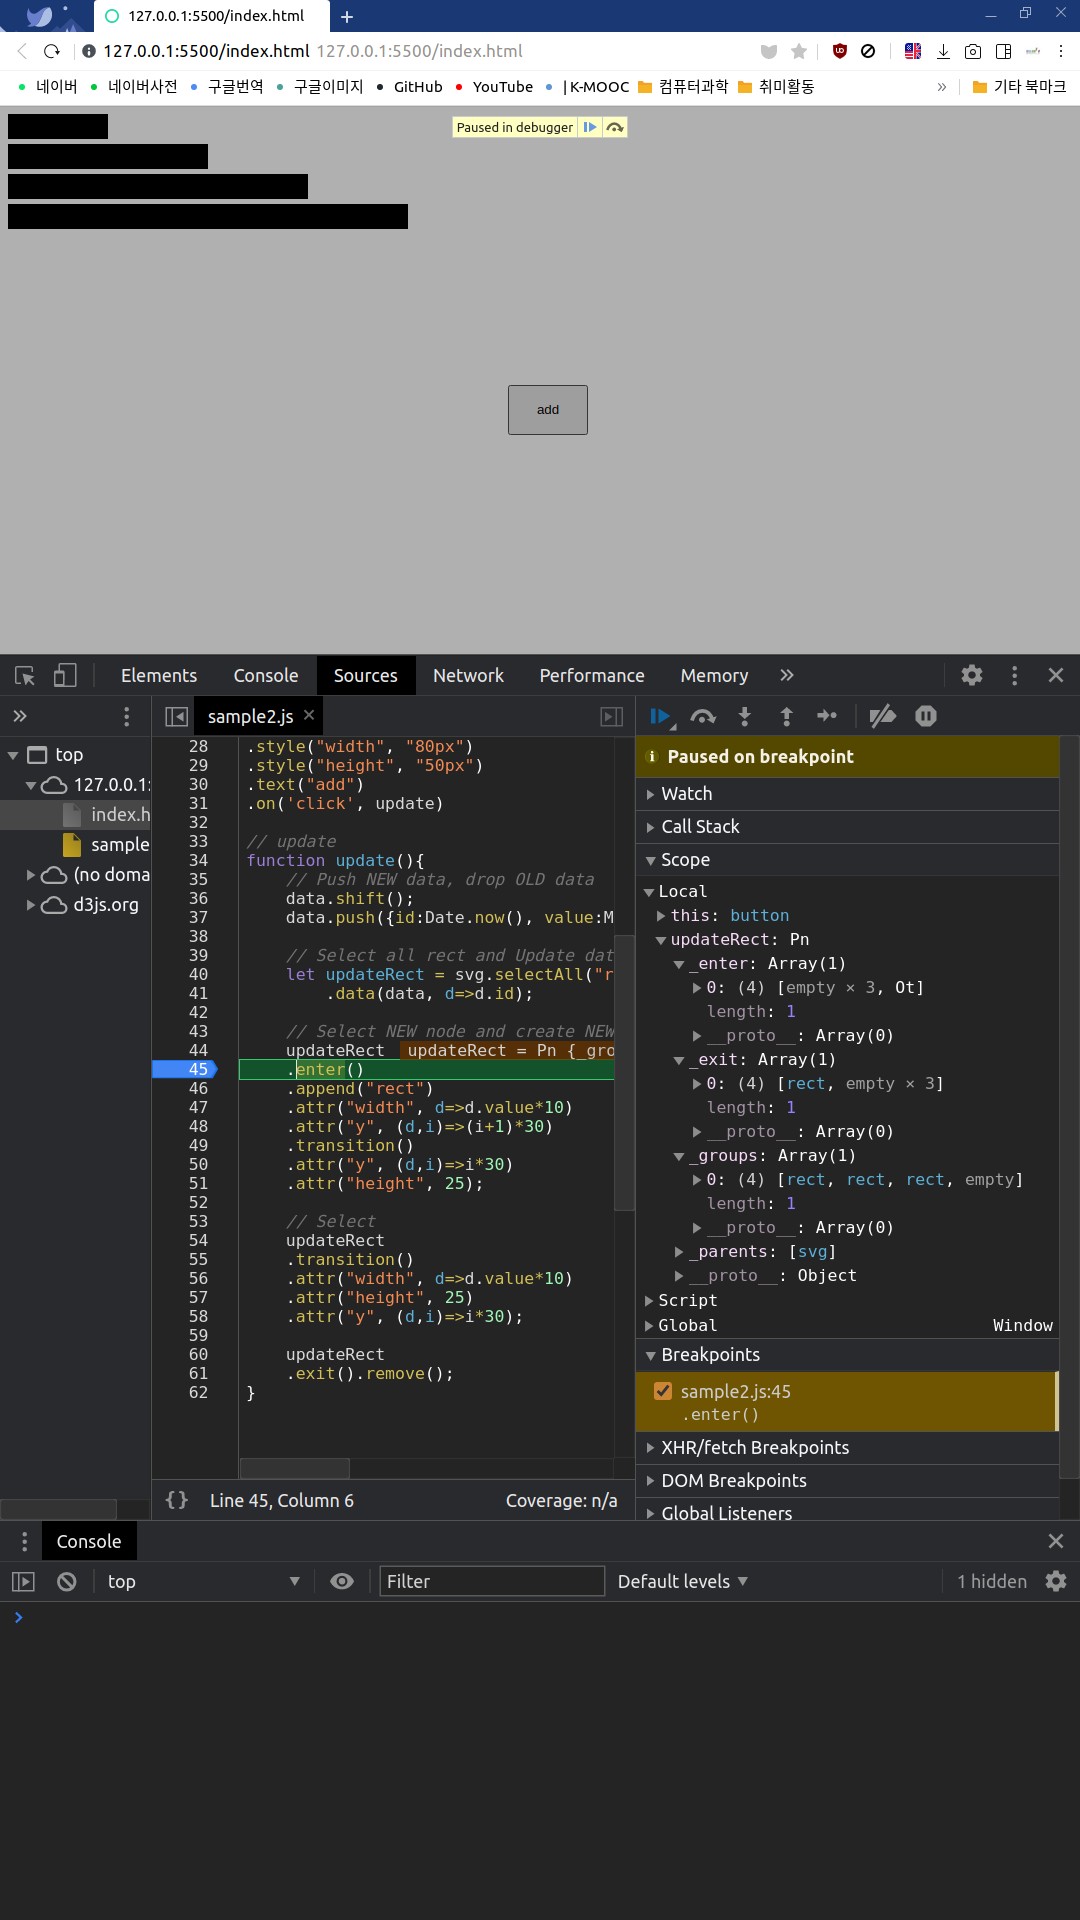 127.0.0.1:5500/index.html
127.0.0.1:5500/index.html 127.0.0.1:5500/index.html
네이버 네이버사전 구글번역 구글이미지 GitHub YouTube | K-MOOC 컴퓨터과학 취미활동 » 기타 북마크
Paused in debugger
add
Elements Console Sources Network Performance Memory »
» sample2.js
top
127.0.0.1:
index.h
sample
(no doma
d3js.org
28 .style("width", "80px")
29 .style("height", "50px")
30 .text("add")
31 .on('click', update)
32
33 // update
34 function update(){
35 // Push NEW data, drop OLD data
36 data.shift();
37 data.push({id:Date.now(), value:M
38
39 // Select all rect and Update dat
40 let updateRect = svg.selectAll("r
41 .data(data, d=>d.id);
42
43 // Select NEW node and create NEW
44 updateRect updateRect = Pn {_gro
45 .enter()
46 .append("rect")
47 .attr("width", d=>d.value*10)
48 .attr("y", (d,i)=>(i+1)*30)
49 .transition()
50 .attr("y", (d,i)=>i*30)
51 .attr("height", 25);
52
53 // Select
54 updateRect
55 .transition()
56 .attr("width", d=>d.value*10)
57 .attr("height", 25)
58 .attr("y", (d,i)=>i*30);
59
60 updateRect
61 .exit().remove();
62 }
{} Line 45, Column 6 Coverage: n/a
Paused on breakpoint
Watch
Call Stack
Scope
Local
this: button
updateRect: Pn
_enter: Array(1)
0: (4) [empty × 3, Ot]
length: 1
__proto__: Array(0)
_exit: Array(1)
0: (4) [rect, empty × 3]
length: 1
__proto__: Array(0)
_groups: Array(1)
0: (4) [rect, rect, rect, empty]
length: 1
__proto__: Array(0)
_parents: [svg]
__proto__: Object
Script
Global Window
Breakpoints
sample2.js:45
.enter()
XHR/fetch Breakpoints
DOM Breakpoints
Global Listeners
Console
top Filter Default levels 1 hidden